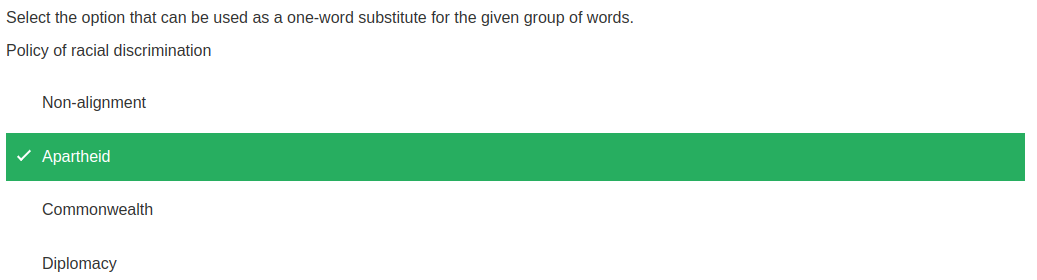 Select the option that can be used as a one-word substitute for the given group of words.
Policy of racial discrimination
Non-alignment
Apartheid
Commonwealth
Diplomacy